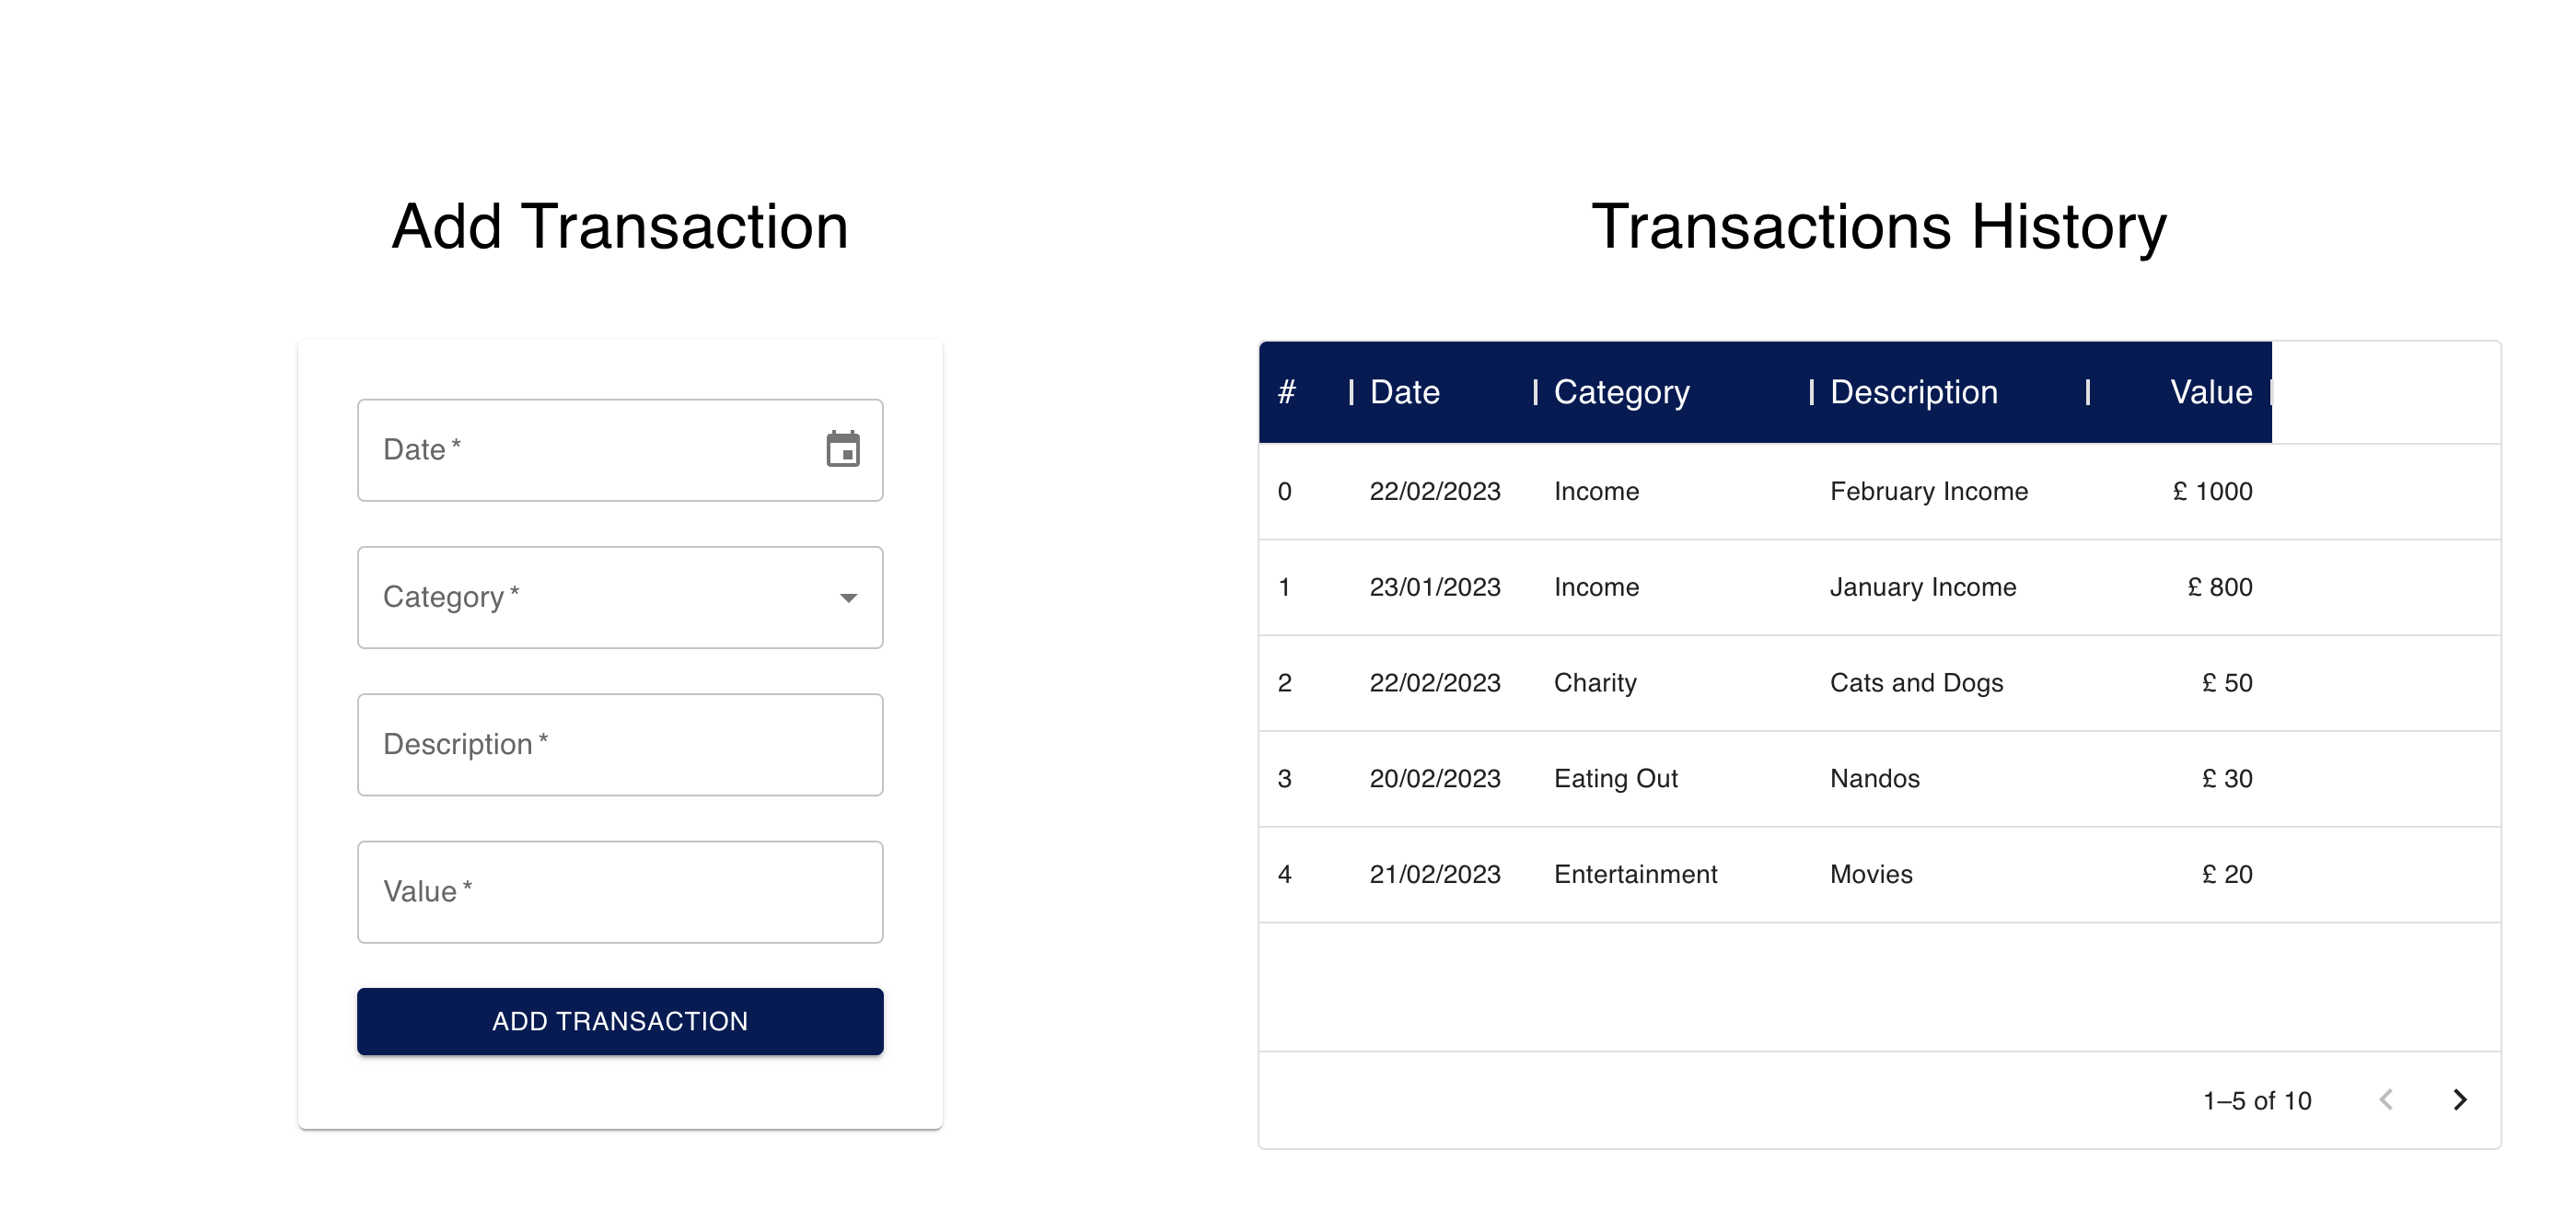 Add Transaction
Date *
Category *
Description *
Value *
ADD TRANSACTION
Transactions History
# Date Category Description Value
0 22/02/2023 Income February Income £ 1000
1 23/01/2023 Income January Income £ 800
2 22/02/2023 Charity Cats and Dogs £ 50
3 20/02/2023 Eating Out Nandos £ 30
4 21/02/2023 Entertainment Movies £ 20
1–5 of 10